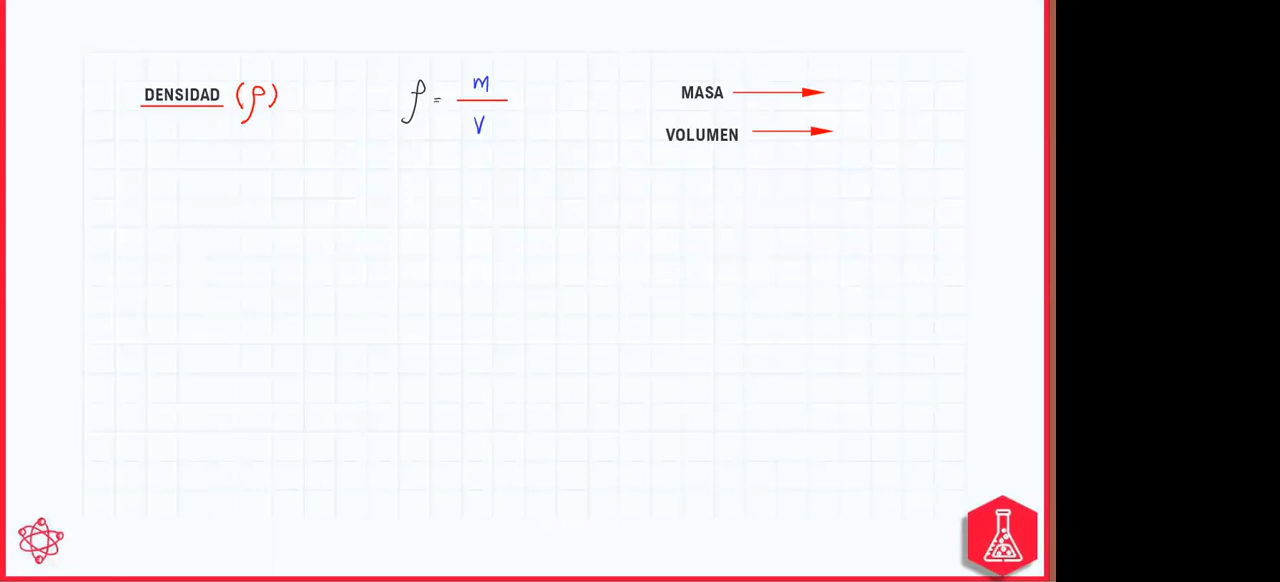 DENSIDAD (ρ)
ρ = m / V
MASA →
VOLUMEN →